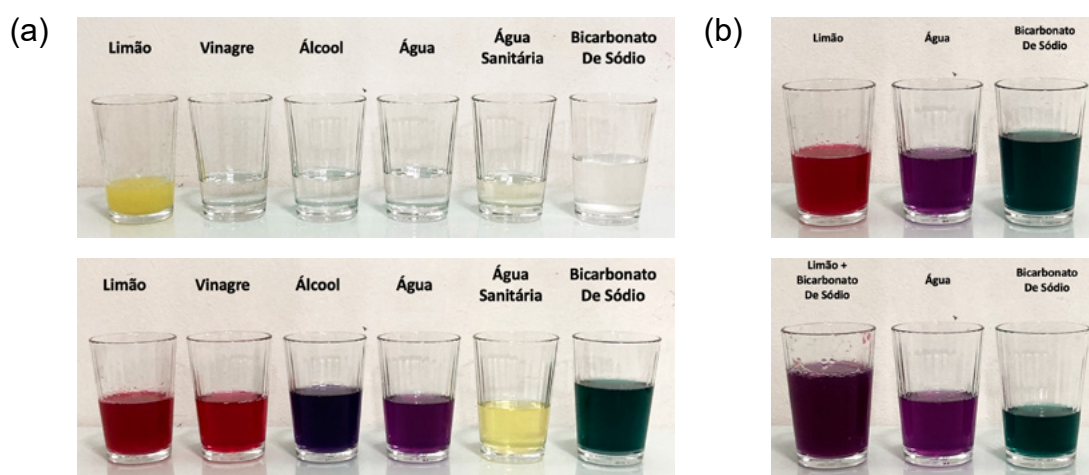 (a)
Limão
Vinagre
Álcool
Água
Água
Sanitária
Bicarbonato
De Sódio
Limão
Vinagre
Álcool
Água
Água
Sanitária
Bicarbonato
De Sódio
(b)
Limão
Água
Bicarbonato
De Sódio
Limão +
Bicarbonato
De Sódio
Água
Bicarbonato
De Sódio